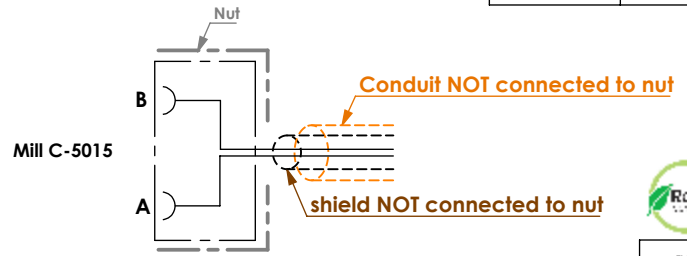 Nut
Conduit NOT connected to nut
B
Mill C-5015
A
shield NOT connected to nut